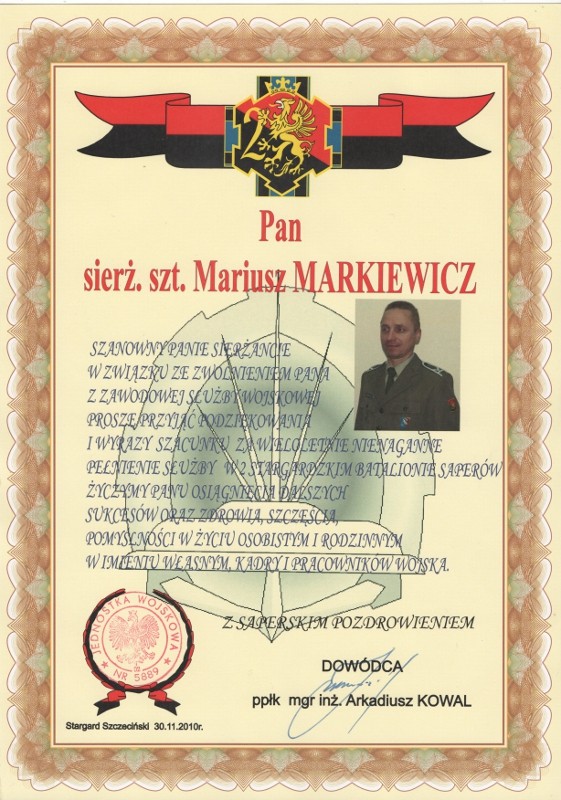 2
Pan
sierż. szt. Mariusz MARKIEWICZ
SZANOWNY PANIE SIERŻANCIE
W ZWIĄZKU ZE ZWOLNIENIEM PANA
Z ZAWODOWEJ SŁUŻBY WOJSKOWEJ
PROSZĘ PRZYJĄĆ PODZIĘKOWANIA
I WYRAZY SZACUNKU ZA WIELOLETNIE NIENAGANNE
PEŁNIENIE SŁUŻBY W 2 STARGARDZKIM BATALIONIE SAPERÓW
ŻYCZYMY PANU OSIĄGNIĘCIA DALSZYCH
SUKCESÓW ORAZ ZDROWIA, SZCZĘŚCIA,
POMYŚLNOŚCI W ŻYCIU OSOBISTYM I RODZINNYM
W IMIENIU WŁASNYM, KADRY I PRACOWNIKÓW WOJSKA.
Z SAPERSKIM POZDROWIENIEM
DOWÓDCA
ppłk mgr inż. Arkadiusz KOWAL
JEDNOSTKA WOJSKOWA
NR 5889
Stargard Szczeciński 30.11.2010r.